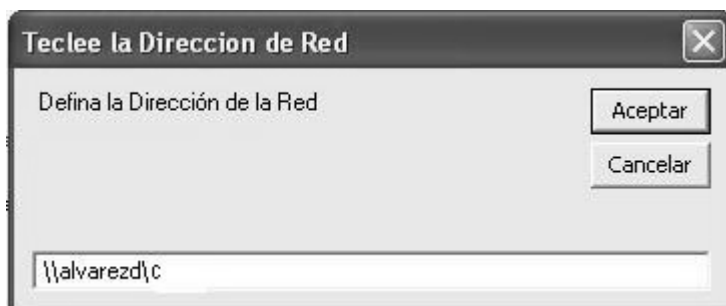 Teclee la Direccion de Red
Defina la Dirección de la Red
Aceptar
Cancelar
\\alvarezd\c